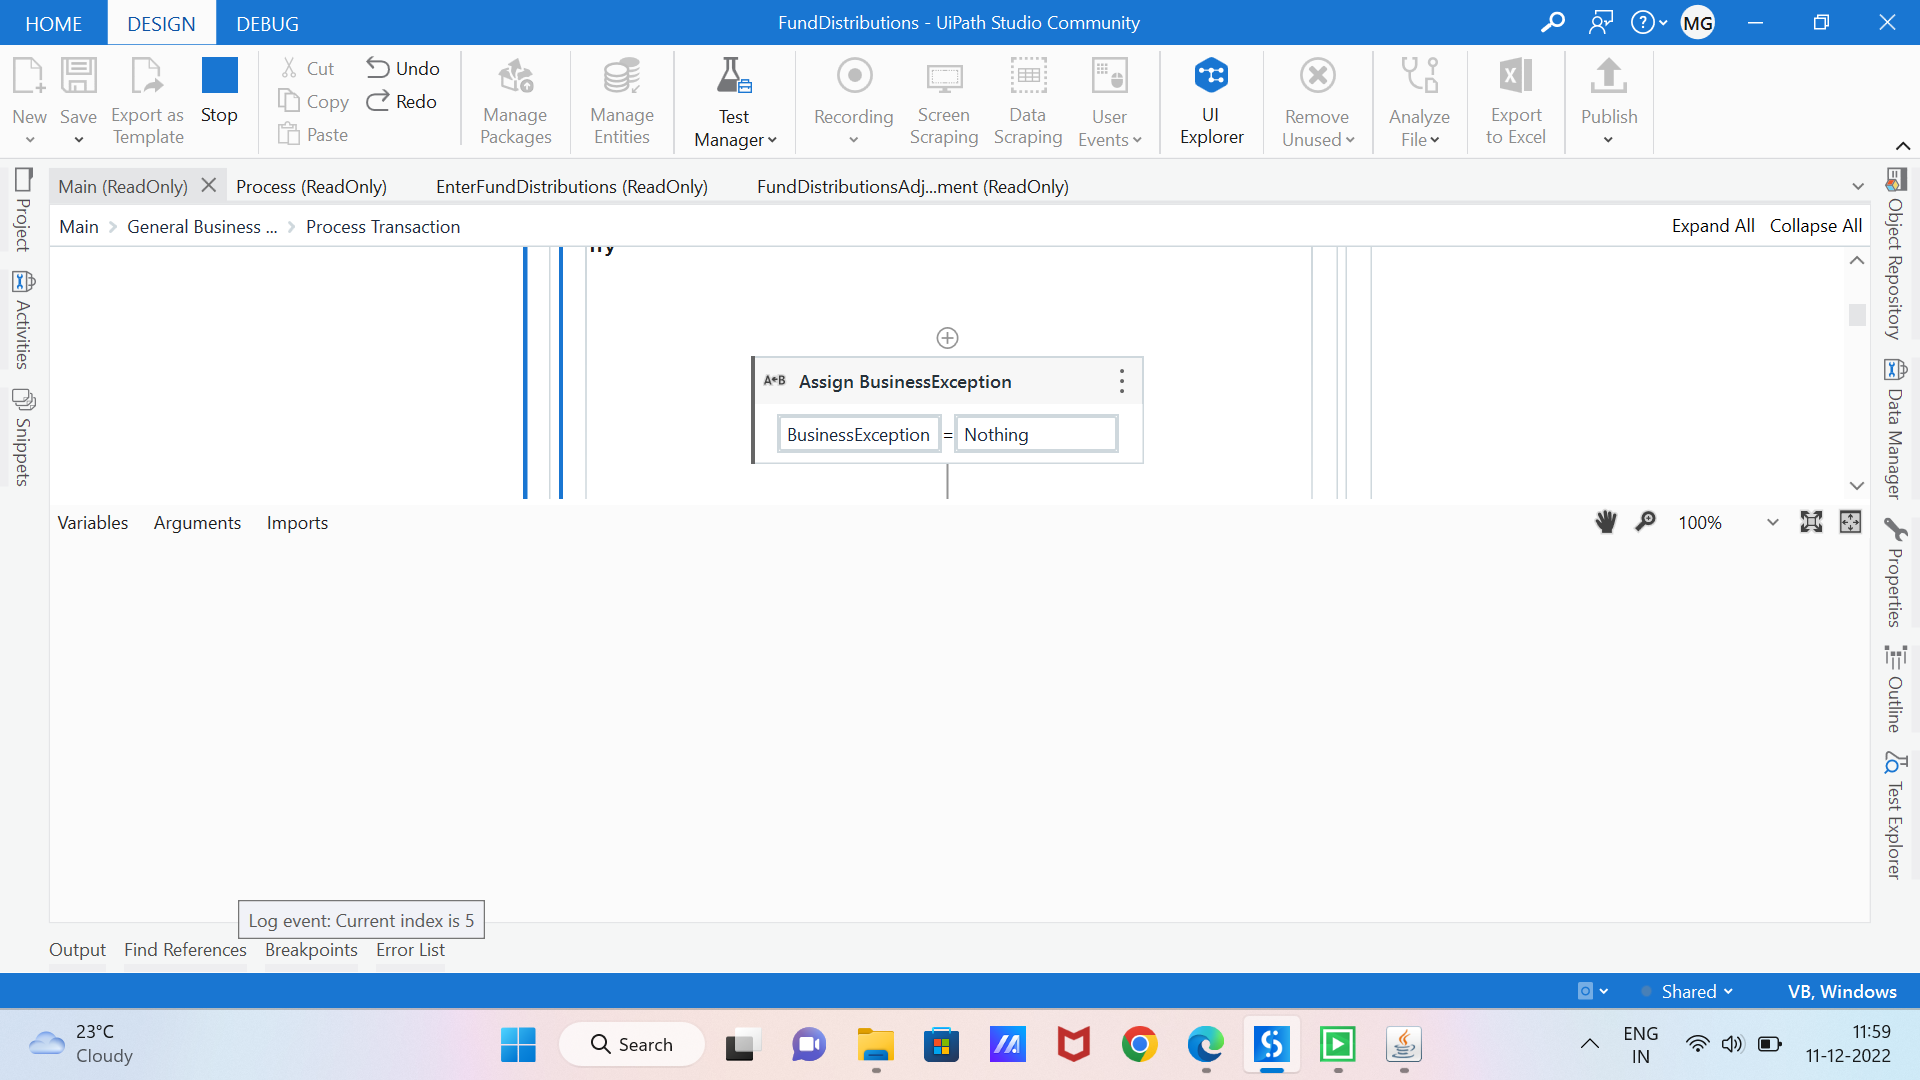 HOME DESIGN DEBUG FundDistributions - UiPath Studio Community MG
New Save Export as Template Stop Cut Copy Paste Undo Redo Manage Packages Manage Entities Test Manager Recording Screen Scraping Data Scraping User Events UI Explorer Remove Unused Analyze File Export to Excel Publish
Main (ReadOnly) Process (ReadOnly) EnterFundDistributions (ReadOnly) FundDistributionsAdj...ment (ReadOnly)
Main General Business ... Process Transaction Expand All Collapse All
Project
Activities
Snippets
Try
A←B Assign BusinessException
BusinessException = Nothing
Object Repository
Data Manager
Properties
Outline
Test Explorer
Variables Arguments Imports 100%
Log event: Current index is 5
Output Find References Breakpoints Error List
Shared VB, Windows
23°C
Cloudy
Search
ENG
IN
11:59
11-12-2022